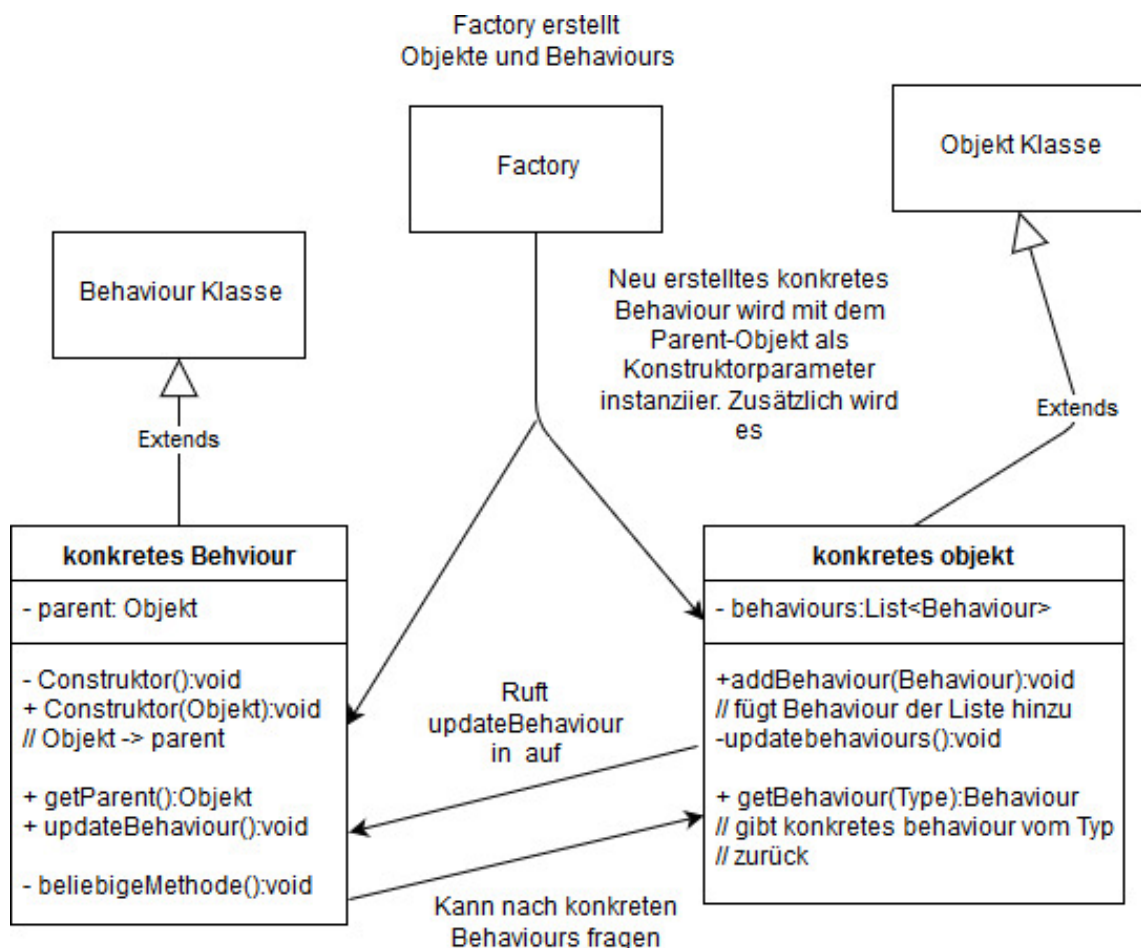 Factory erstellt
Objekte und Behaviours
Factory
Objekt Klasse
Behaviour Klasse
Neu erstelltes konkretes
Behaviour wird mit dem
Parent-Objekt als
Konstruktorparameter
instanziier. Zusätzlich wird
es
Extends
Extends
konkretes Behviour
- parent: Objekt
- Construktor():void
+ Construktor(Objekt):void
// Objekt -> parent
+ getParent():Objekt
+ updateBehaviour():void
- beliebigeMethode():void
Ruft
updateBehaviour
in auf
konkretes objekt
- behaviours:List<Behaviour>
+addBehaviour(Behaviour):void
// fügt Behaviour der Liste hinzu
-updatebehaviours():void
+ getBehaviour(Type):Behaviour
// gibt konkretes behaviour vom Typ
// zurück
Kann nach konkreten
Behaviours fragen